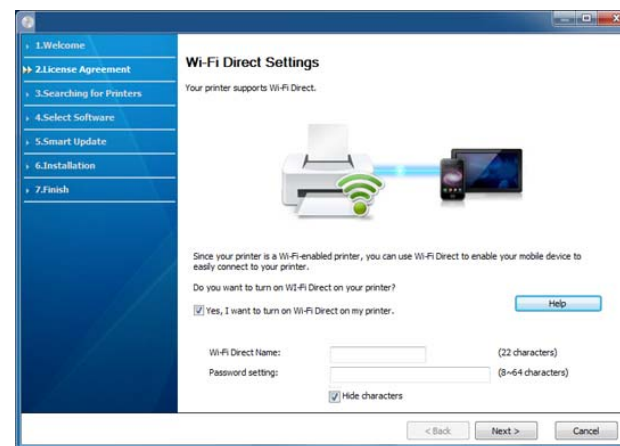 1.Welcome
2.License Agreement
3.Searching for Printers
4.Select Software
5.Smart Update
6.Installation
7.Finish
Wi-Fi Direct Settings
Your printer supports Wi-Fi Direct.
Since your printer is a Wi-Fi-enabled printer, you can use Wi-Fi Direct to enable your mobile device to
easily connect to your printer.
Do you want to turn on WI-Fi Direct on your printer?
Yes, I want to turn on Wi-Fi Direct on my printer.
Help
Wi-Fi Direct Name: (22 characters)
Password setting: (8~64 characters)
Hide characters
< Back Next > Cancel